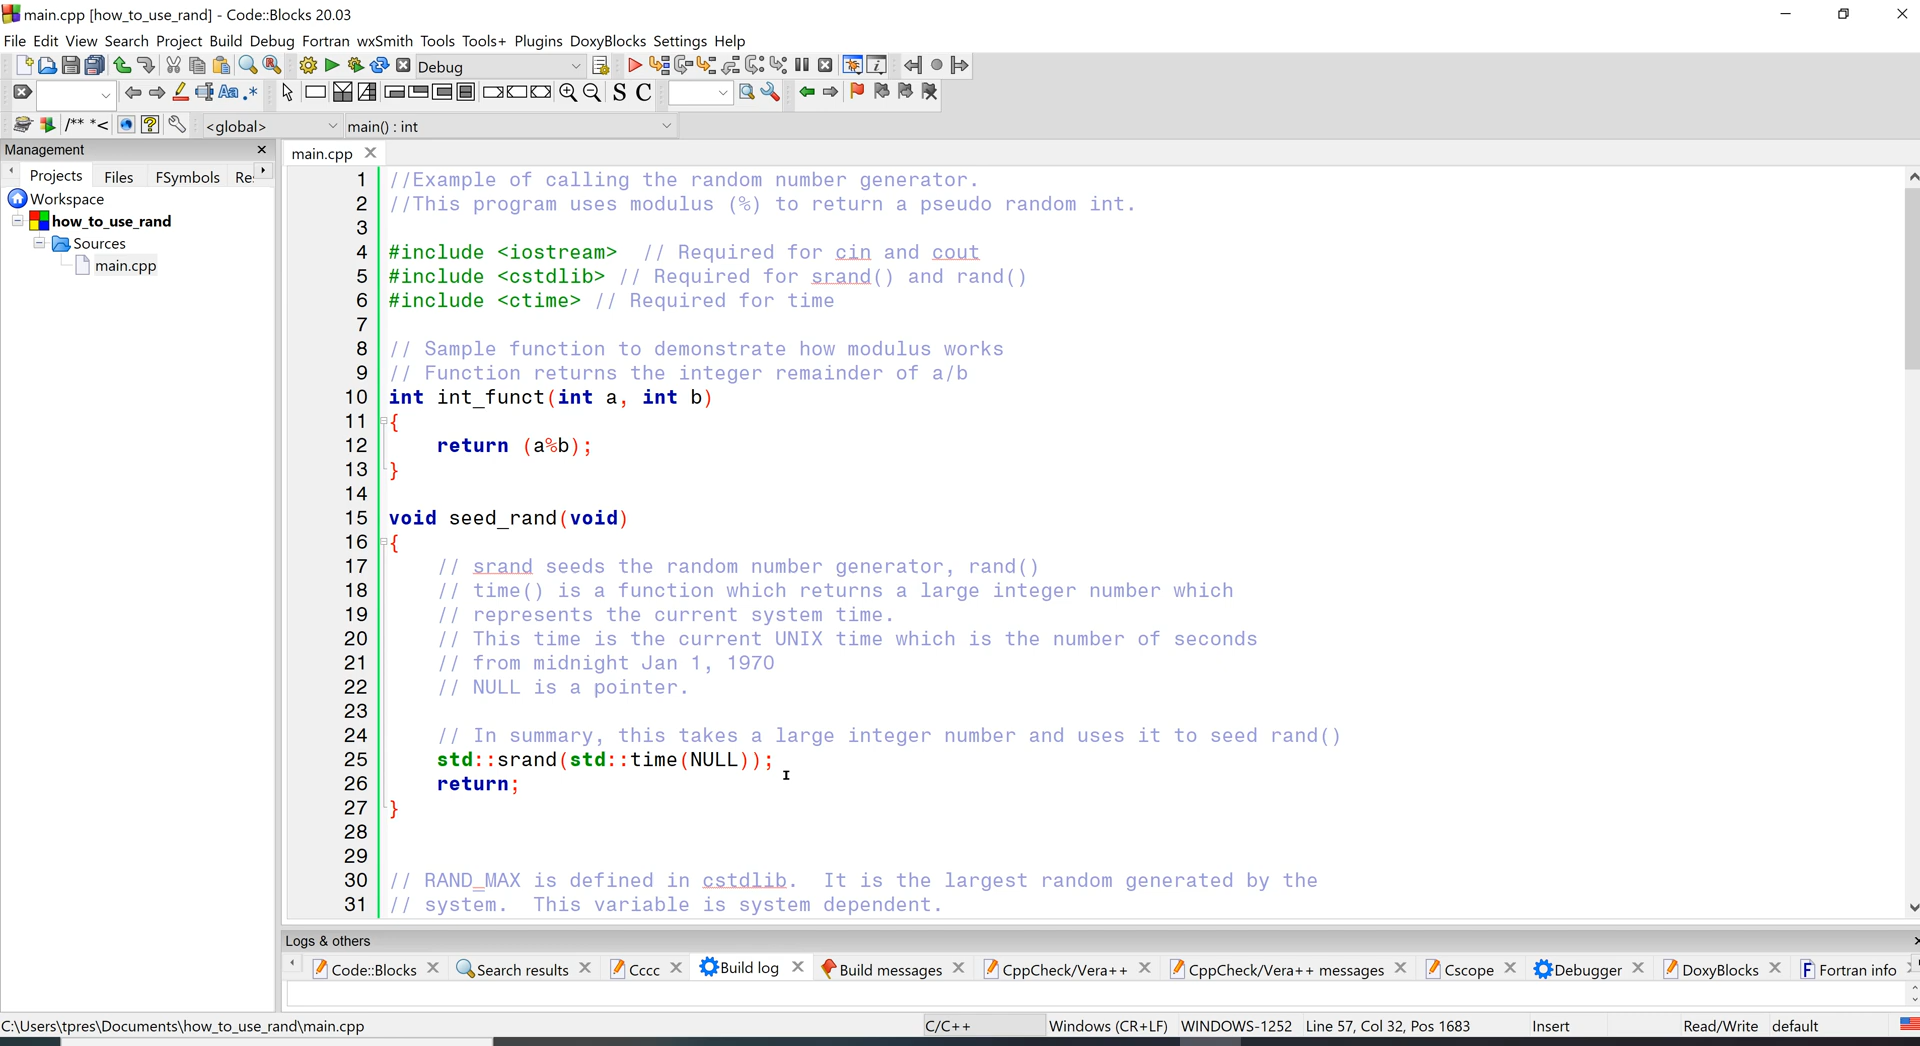 main.cpp [how_to_use_rand] - Code::Blocks 20.03
File Edit View Search Project Build Debug Fortran wxSmith Tools Tools+ Plugins DoxyBlocks Settings Help
Debug
Aa .*
S C
/** *<
<global>
main() : int
Management
main.cpp
Projects Files FSymbols Re
Workspace
how_to_use_rand
Sources
main.cpp
1 //Example of calling the random number generator.
2 //This program uses modulus (%) to return a pseudo random int.
3
4 #include <iostream> // Required for cin and cout
5 #include <cstdlib> // Required for srand() and rand()
6 #include <ctime> // Required for time
7
8 // Sample function to demonstrate how modulus works
9 // Function returns the integer remainder of a/b
10 int int_funct(int a, int b)
11 {
12 return (a%b);
13 }
14
15 void seed_rand(void)
16 {
17 // srand seeds the random number generator, rand()
18 // time() is a function which returns a large integer number which
19 // represents the current system time.
20 // This time is the current UNIX time which is the number of seconds
21 // from midnight Jan 1, 1970
22 // NULL is a pointer.
23
24 // In summary, this takes a large integer number and uses it to seed rand()
25 std::srand(std::time(NULL));
26 return;
27 }
28
29
30 // RAND_MAX is defined in cstdlib. It is the largest random generated by the
31 // system. This variable is system dependent.
Logs & others
Code::Blocks Search results Cccc Build log Build messages CppCheck/Vera++ CppCheck/Vera++ messages Cscope Debugger DoxyBlocks Fortran info
C:\Users\tpres\Documents\how_to_use_rand\main.cpp C/C++ Windows (CR+LF) WINDOWS-1252 Line 57, Col 32, Pos 1683 Insert Read/Write default